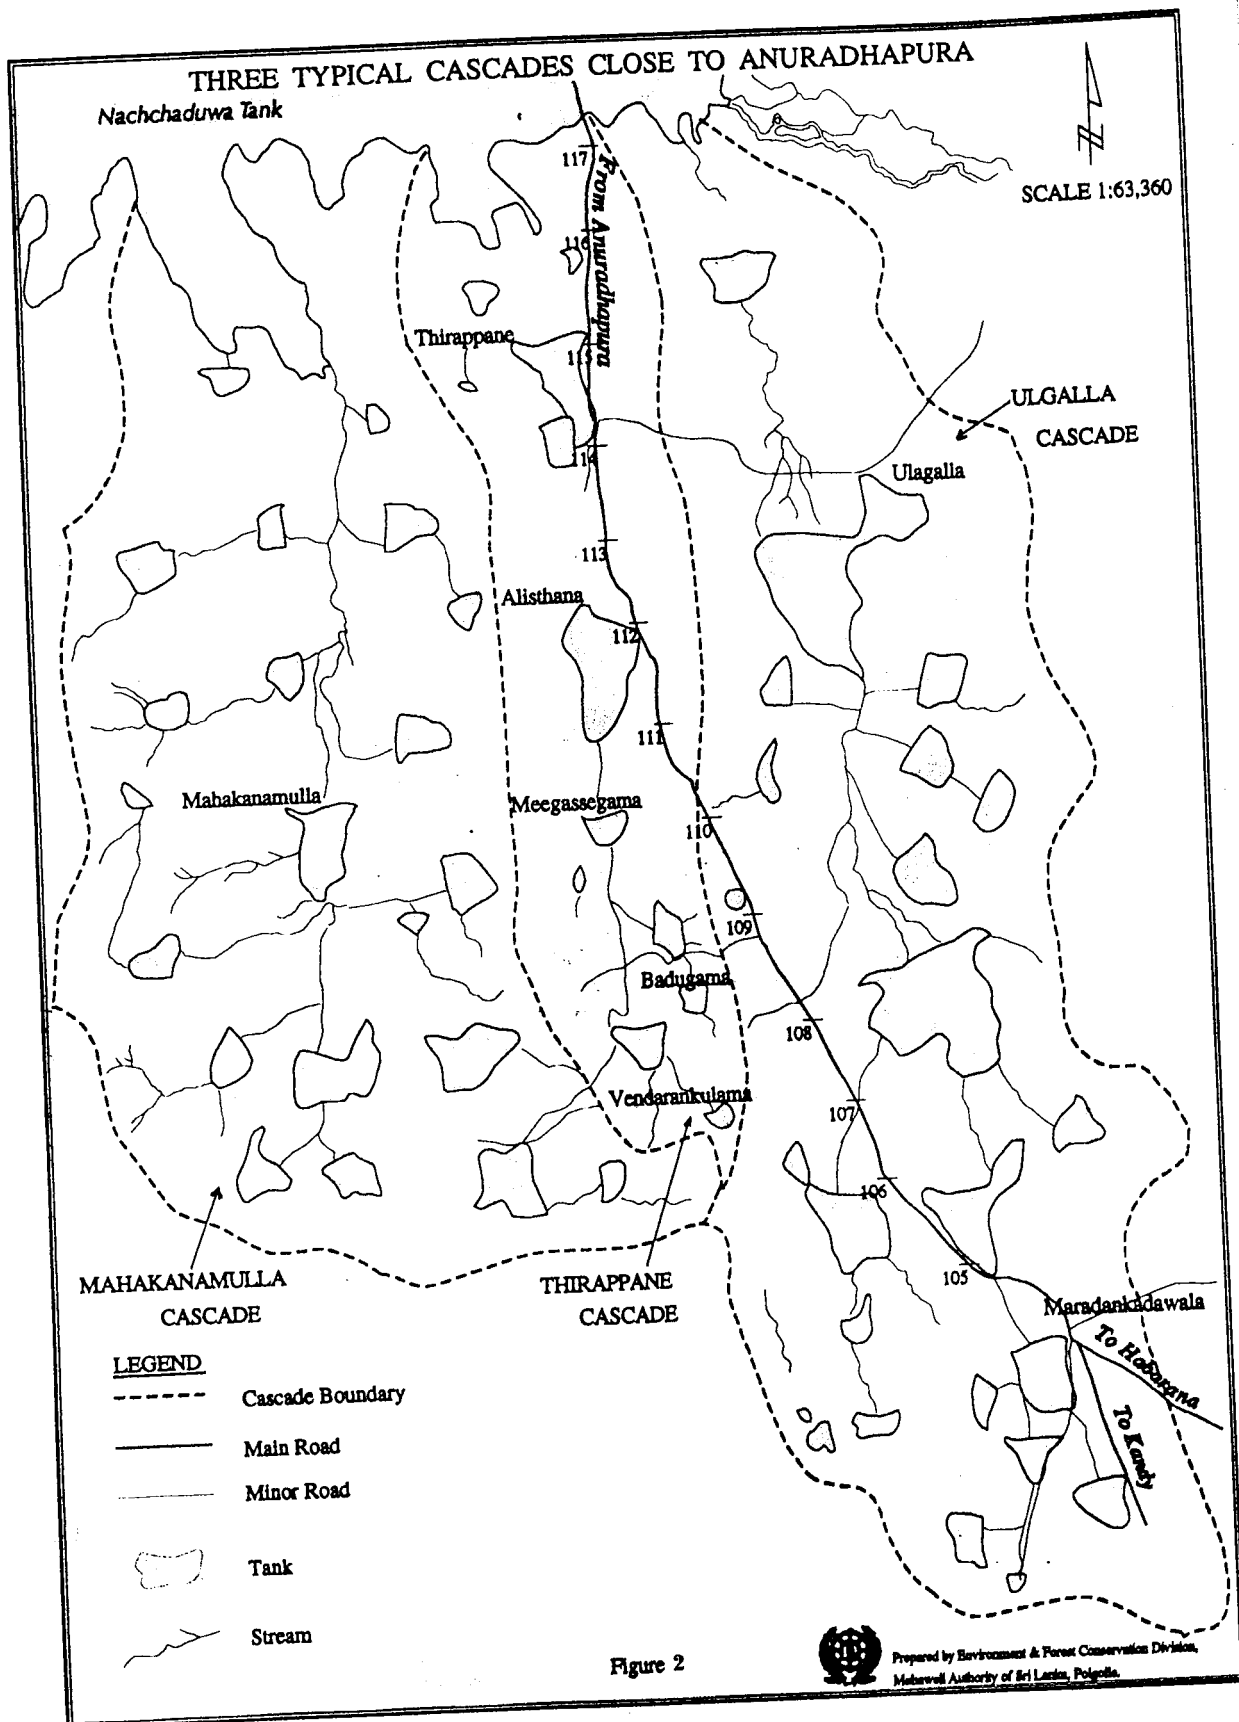 THREE TYPICAL CASCADES CLOSE TO ANURADHAPURA
Nachchaduwa Tank
117
From Anuradhapura
SCALE 1:63,360
116
Thirappane
115
ULGALLA
CASCADE
114
Ulagalla
113
Alisthana
112
111
Mahakanamulla
Meegassegama
110
109
Badugama
108
Vendarankulama
107
106
105
MAHAKANAMULLA
CASCADE
THIRAPPANE
CASCADE
Maradankadawala
To Habarana
To Kandy
LEGEND
Cascade Boundary
Main Road
Minor Road
Tank
Stream
Figure 2
Prepared by Environment & Forest Conservation Division,
Mahaweli Authority of Sri Lanka, Polgolla.